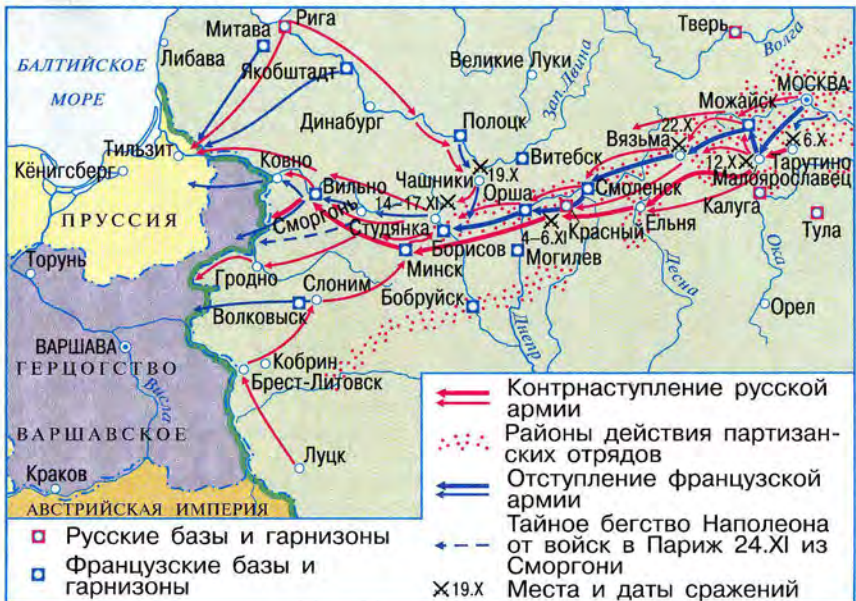 Митава
Рига
Тверь
Волга
Либава
Великие Луки
БАЛТИЙСКОЕ
МОРЕ
Якобштадт
Зап. Двина
МОСКВА
Можайск
Динабург
Полоцк
22.X
6.X
Вязьма
Тильзит
Витебск
12.X
Тарутино
Кёнигсберг
Ковно
Чашники
19.X
Малоярославец
Вильно
14–17.XI
Орша
Смоленск
Калуга
ПРУССИЯ
Сморгонь
Студянка
Красный
Ельня
Тула
Торунь
Борисов
4–6.XI
Минск
Могилев
Гродно
Слоним
Десна
Ока
Волковыск
Бобруйск
Днепр
Орел
ВАРШАВА
ГЕРЦОГСТВО
Кобрин
Брест-Литовск
Висла
ВАРШАВСКОЕ
Луцк
Краков
АВСТРИЙСКАЯ ИМПЕРИЯ
Русские базы и гарнизоны
Французские базы и
гарнизоны
Контрнаступление русской
армии
Районы действия партизан-
ских отрядов
Отступление французской
армии
Тайное бегство Наполеона
от войск в Париж 24.XI из
Сморгони
19.X
Места и даты сражений